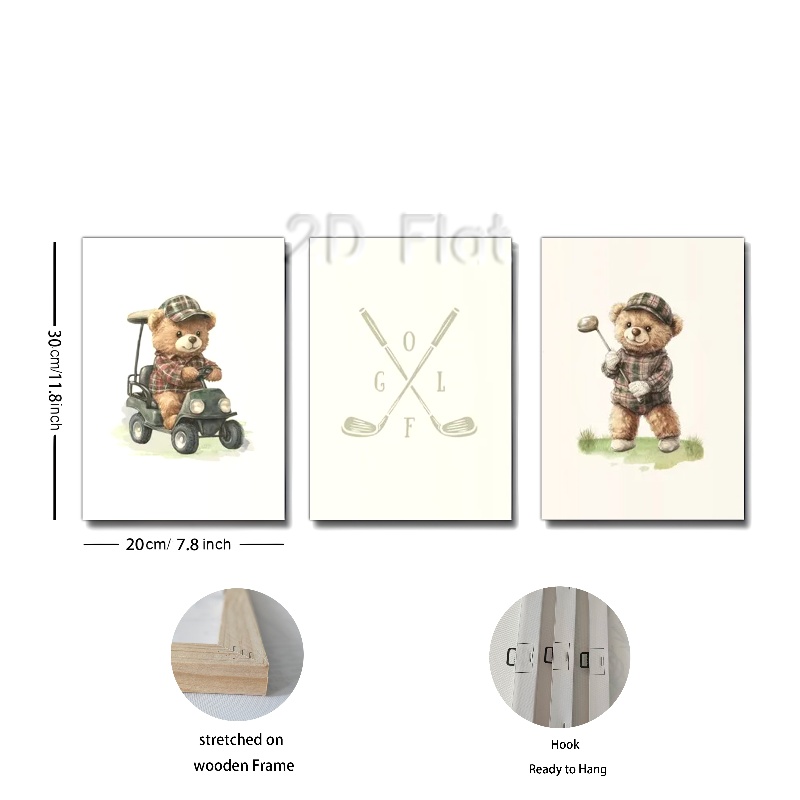 2D Flat
30cm/11.8inch
O
G L
F
20cm/ 7.8 inch
stretched on
wooden Frame
Hook
Ready to Hang